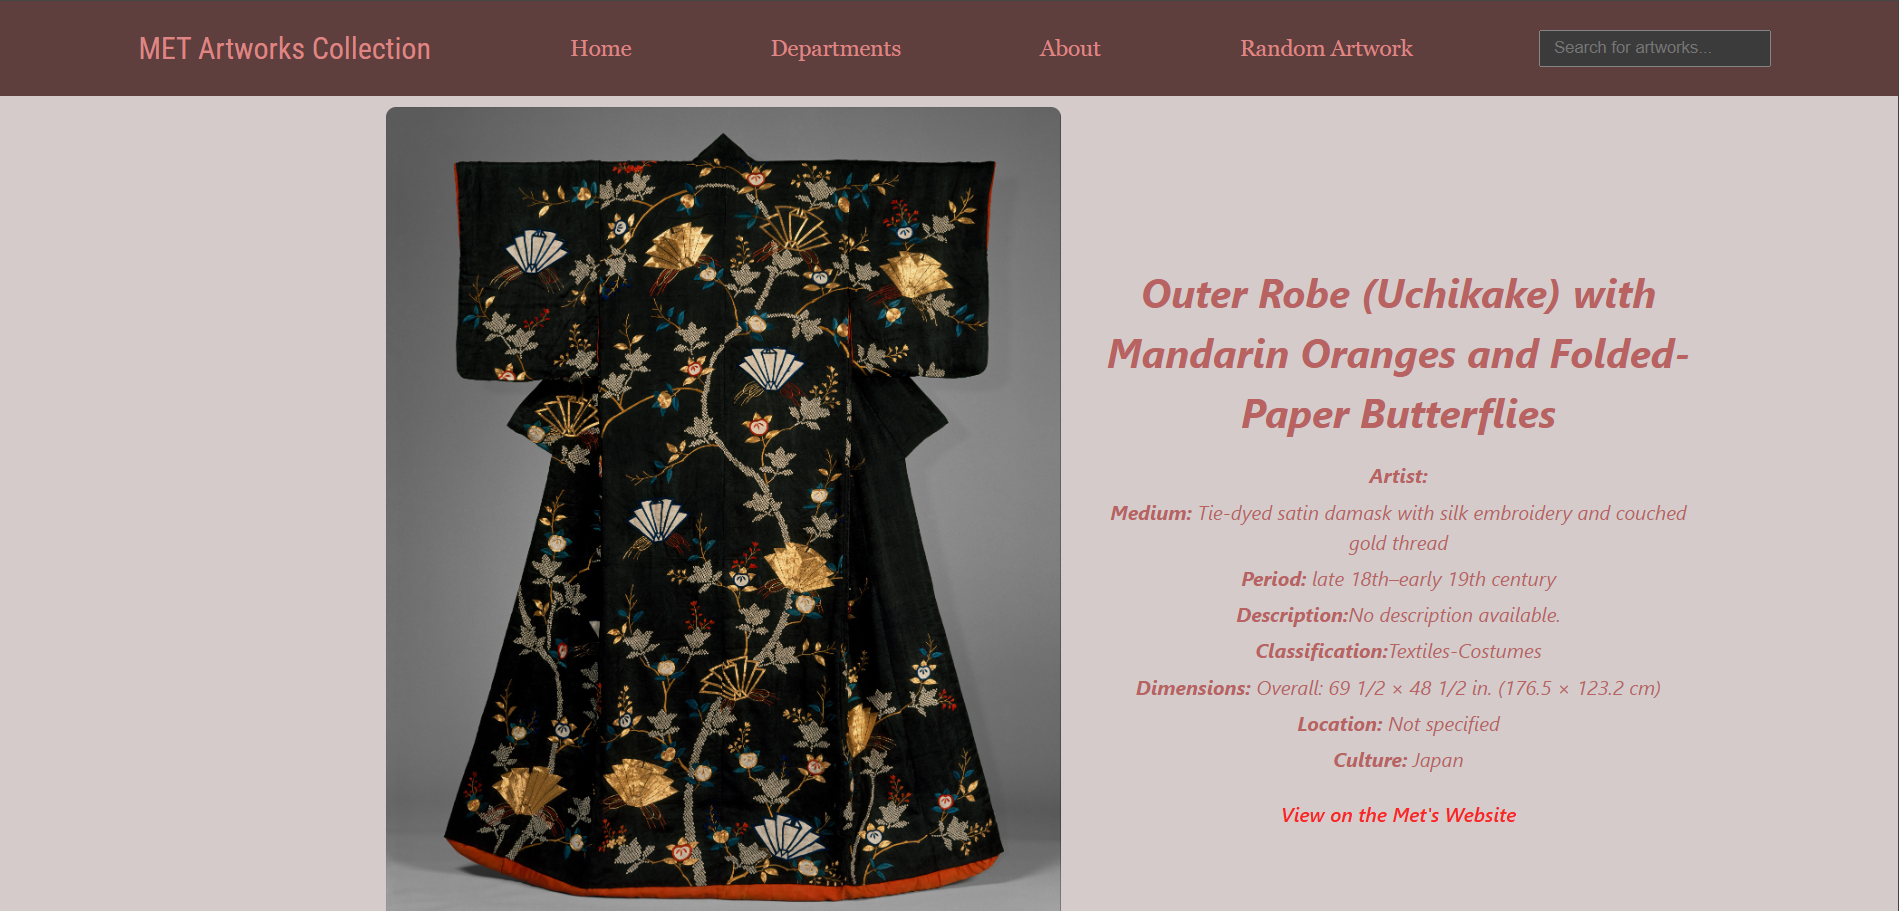 MET Artworks Collection
Home
Departments
About
Random Artwork
Search for artworks...
Outer Robe (Uchikake) with
Mandarin Oranges and Folded-
Paper Butterflies
Artist:
Medium: Tie-dyed satin damask with silk embroidery and couched
gold thread
Period: late 18th–early 19th century
Description:No description available.
Classification:Textiles-Costumes
Dimensions: Overall: 69 1/2 × 48 1/2 in. (176.5 × 123.2 cm)
Location: Not specified
Culture: Japan
View on the Met's Website